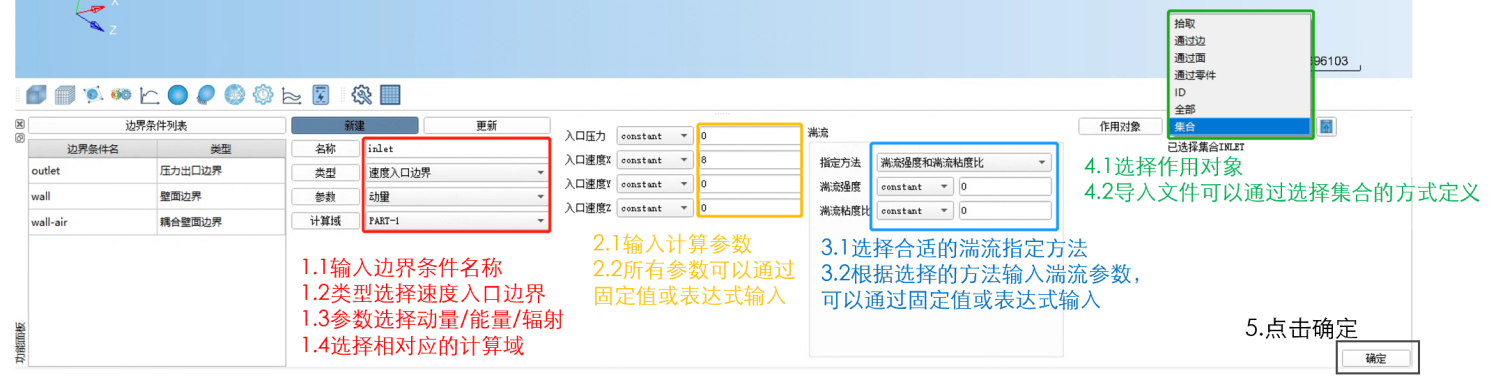 X
Z
拾取
通过边
通过面
通过零件
ID
全部
集合
96103
边界条件列表
边界条件名 类型
outlet 压力出口边界
wall 壁面边界
wall-air 耦合壁面边界
功能面板
新建 更新
名称 inlet
类型 速度入口边界
参数 动量
计算域 PART-1
1.1输入边界条件名称
1.2类型选择速度入口边界
1.3参数选择动量/能量/辐射
1.4选择相对应的计算域
入口压力 constant 0
入口速度X constant 8
入口速度Y constant 0
入口速度Z constant 0
2.1输入计算参数
2.2所有参数可以通过
固定值或表达式输入
湍流
指定方法 湍流强度和湍流粘度比
湍流强度 constant 0
湍流粘度比 constant 0
3.1选择合适的湍流指定方法
3.2根据选择的方法输入湍流参数，
可以通过固定值或表达式输入
作用对象
已选择集合INLET
4.1选择作用对象
4.2导入文件可以通过选择集合的方式定义
5.点击确定
确定